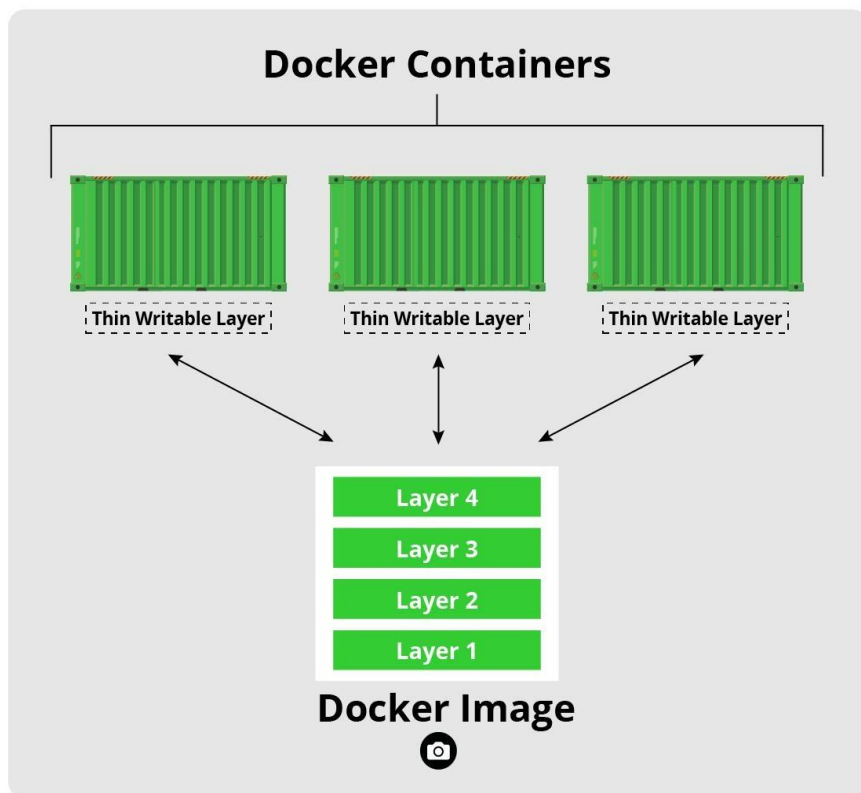 Docker Containers
Thin Writable Layer
Thin Writable Layer
Thin Writable Layer
Layer 4
Layer 3
Layer 2
Layer 1
Docker Image